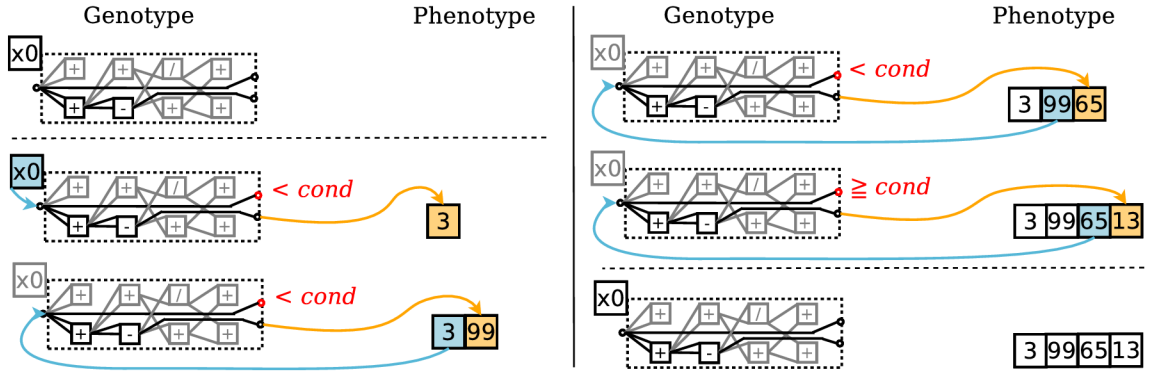 Genotype Phenotype
x0
+ + / +
+ - + +
x0
+ + / +
< cond
+ - + +
3
x0
+ + / +
< cond
+ - + +
3 99
Genotype Phenotype
x0
+ + / +
< cond
+ - + +
3 99 65
x0
+ + / +
≧ cond
+ - + +
3 99 65 13
x0
+ + / +
+ - + +
3 99 65 13